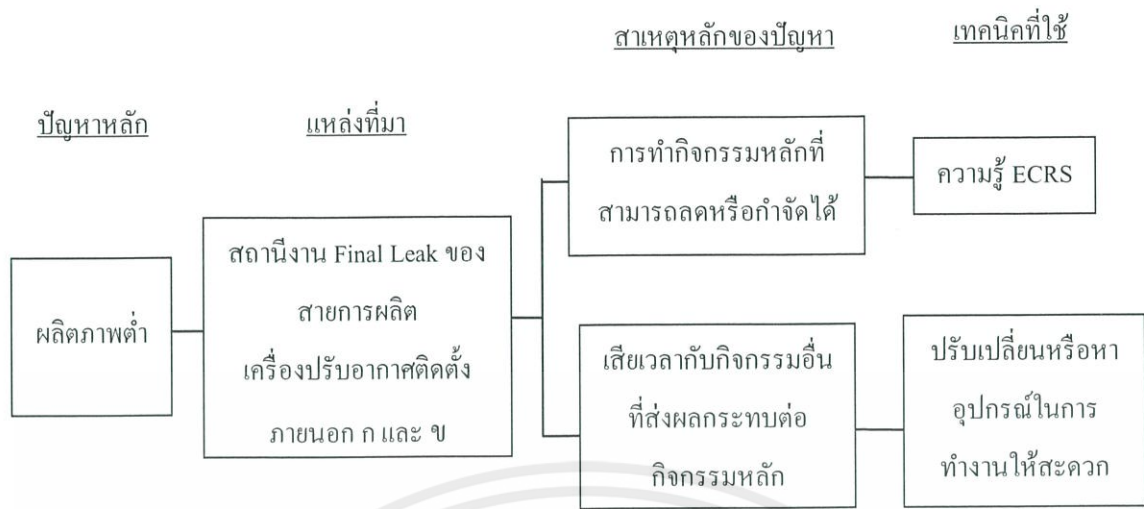 สาเหตุหลักของปัญหา
เทคนิคที่ใช้
ปัญหาหลัก
แหล่งที่มา
ผลิตภาพต่ำ
สถานีงาน Final Leak ของ
สายการผลิต
เครื่องปรับอากาศติดตั้ง
ภายนอก ก และ ข
การทำกิจกรรมหลักที่
สามารถลดหรือกำจัดได้
ความรู้ ECRS
เสียเวลากับกิจกรรมอื่น
ที่ส่งผลกระทบต่อ
กิจกรรมหลัก
ปรับเปลี่ยนหรือหา
อุปกรณ์ในการ
ทำงานให้สะดวก